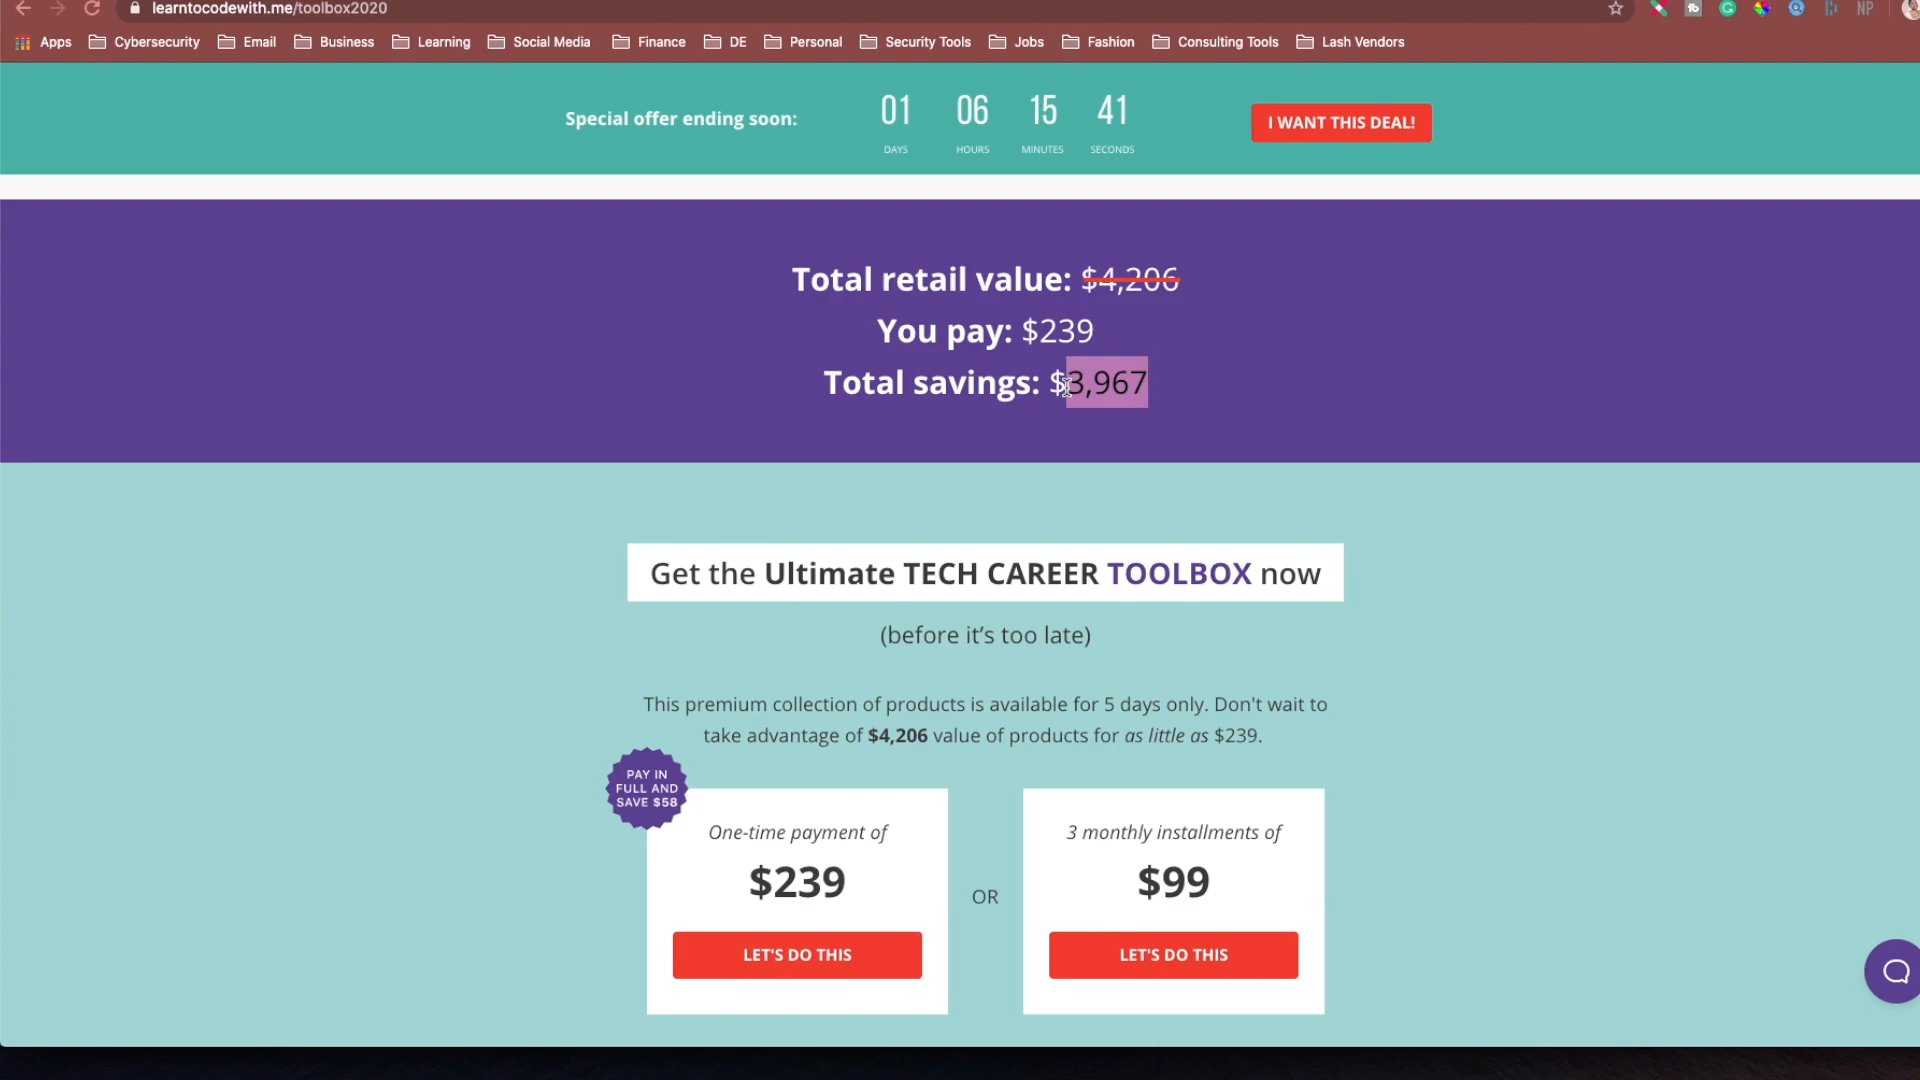 learntocodewith.me/toolbox2020
NP
Apps Cybersecurity Email Business Learning Social Media Finance DE Personal Security Tools Jobs Fashion Consulting Tools Lash Vendors
Special offer ending soon: 01 06 15 41 I WANT THIS DEAL!
DAYS HOURS MINUTES SECONDS
Total retail value: $4,206
You pay: $239
Total savings: $3,967
Get the Ultimate TECH CAREER TOOLBOX now
(before it's too late)
This premium collection of products is available for 5 days only. Don't wait to
take advantage of $4,206 value of products for as little as $239.
PAY IN
FULL AND
SAVE $58
One-time payment of
$239
LET'S DO THIS
OR
3 monthly installments of
$99
LET'S DO THIS